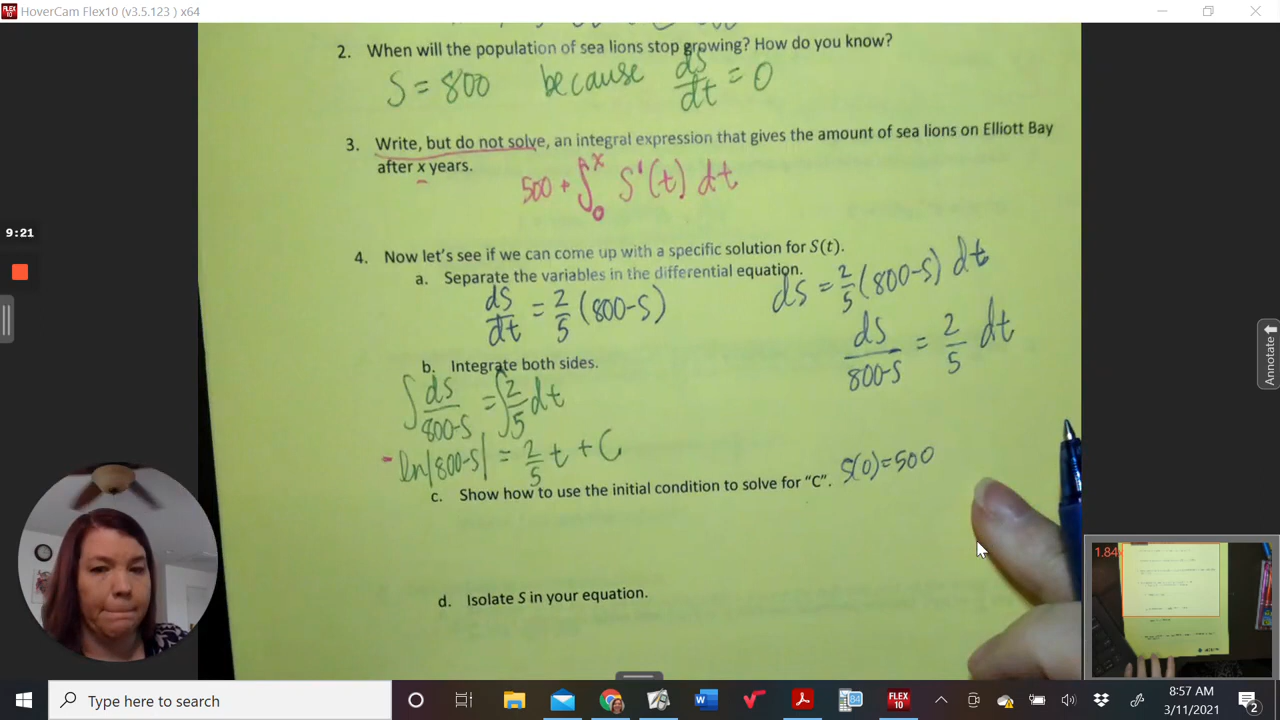 HoverCam Flex10 (v3.5.123 ) x64
2. When will the population of sea lions stop growing? How do you know?
S = 800 because dS/dt = 0
3. Write, but do not solve, an integral expression that gives the amount of sea lions on Elliott Bay
after x years.
500 + ∫₀ˣ S'(t) dt
4. Now let's see if we can come up with a specific solution for S(t).
a. Separate the variables in the differential equation.
dS/dt = 2/5 (800-S)
dS = 2/5 (800-S) dt
dS/800-S = 2/5 dt
b. Integrate both sides.
∫ dS/800-S = ∫ 2/5 dt
-ln|800-S| = 2/5 t + C
c. Show how to use the initial condition to solve for "C". S(0)=500
d. Isolate S in your equation.
9:21
Annotate
1.84x
Type here to search
FLEX
10
8:57 AM
3/11/2021
2